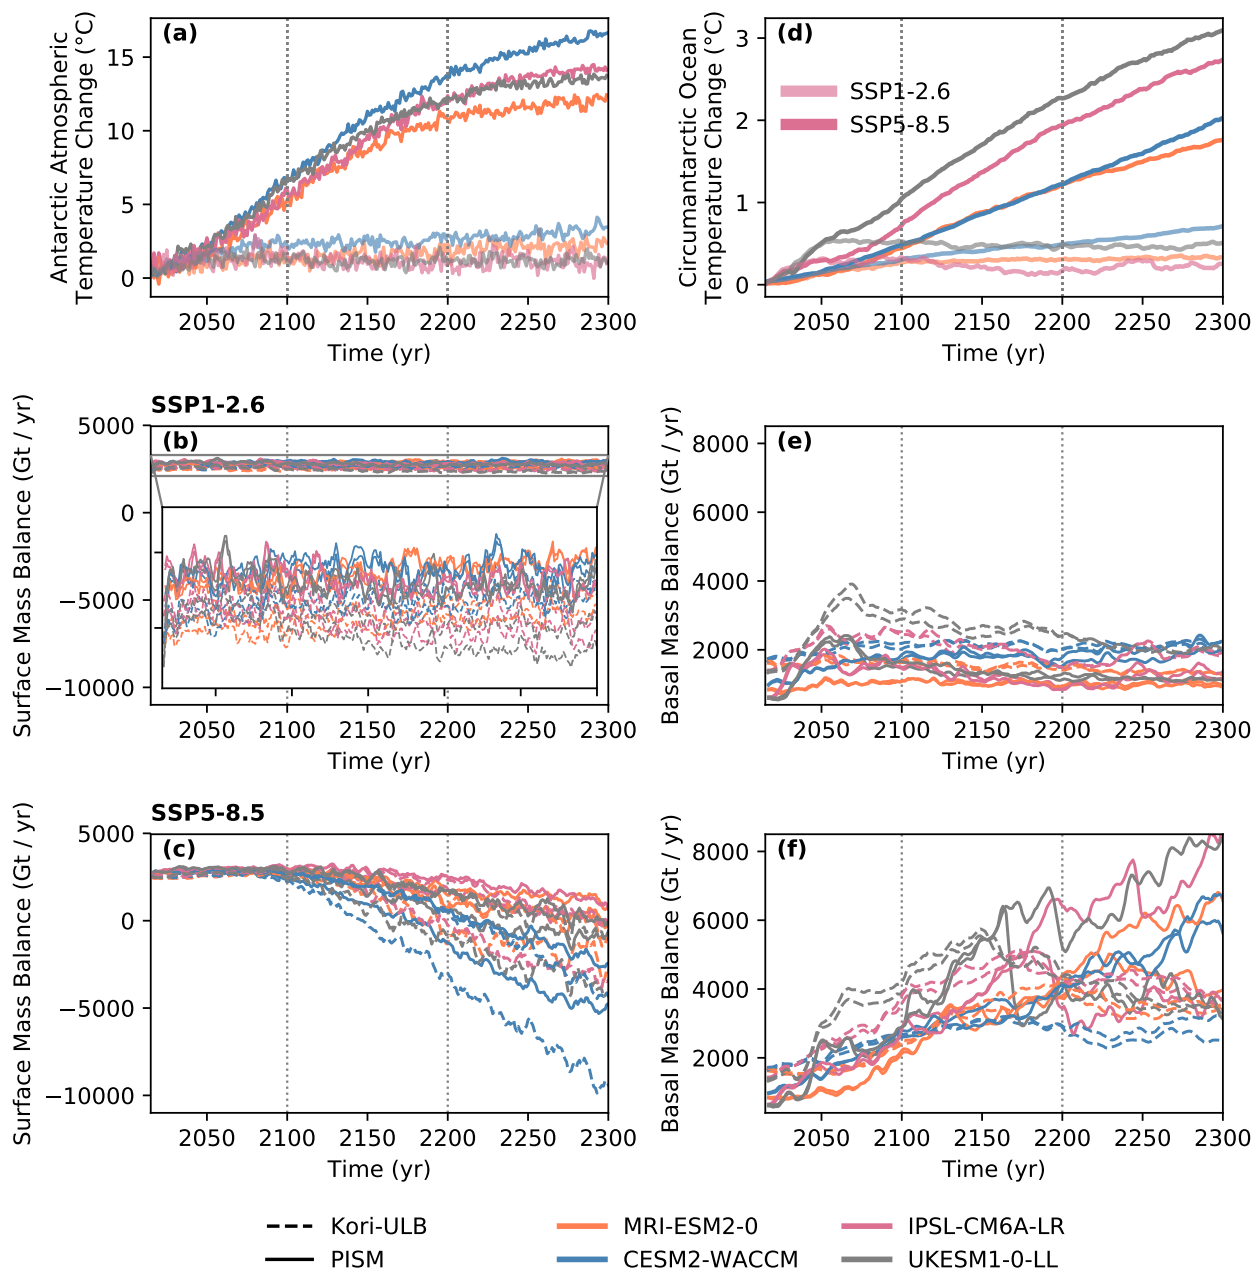 (a)
Antarctic Atmospheric
Temperature Change (°C)
15
10
5
0
2050 2100 2150 2200 2250 2300
Time (yr)
(d)
Circumantarctic Ocean
Temperature Change (°C)
3
2
1
0
SSP1-2.6
SSP5-8.5
2050 2100 2150 2200 2250 2300
Time (yr)
SSP1-2.6
(b)
Surface Mass Balance (Gt / yr)
5000
0
−5000
−10000
2050 2100 2150 2200 2250 2300
Time (yr)
(e)
Basal Mass Balance (Gt / yr)
8000
6000
4000
2000
2050 2100 2150 2200 2250 2300
Time (yr)
SSP5-8.5
(c)
Surface Mass Balance (Gt / yr)
5000
0
−5000
−10000
2050 2100 2150 2200 2250 2300
Time (yr)
(f)
Basal Mass Balance (Gt / yr)
8000
6000
4000
2000
2050 2100 2150 2200 2250 2300
Time (yr)
Kori-ULB
PISM
MRI-ESM2-0
CESM2-WACCM
IPSL-CM6A-LR
UKESM1-0-LL